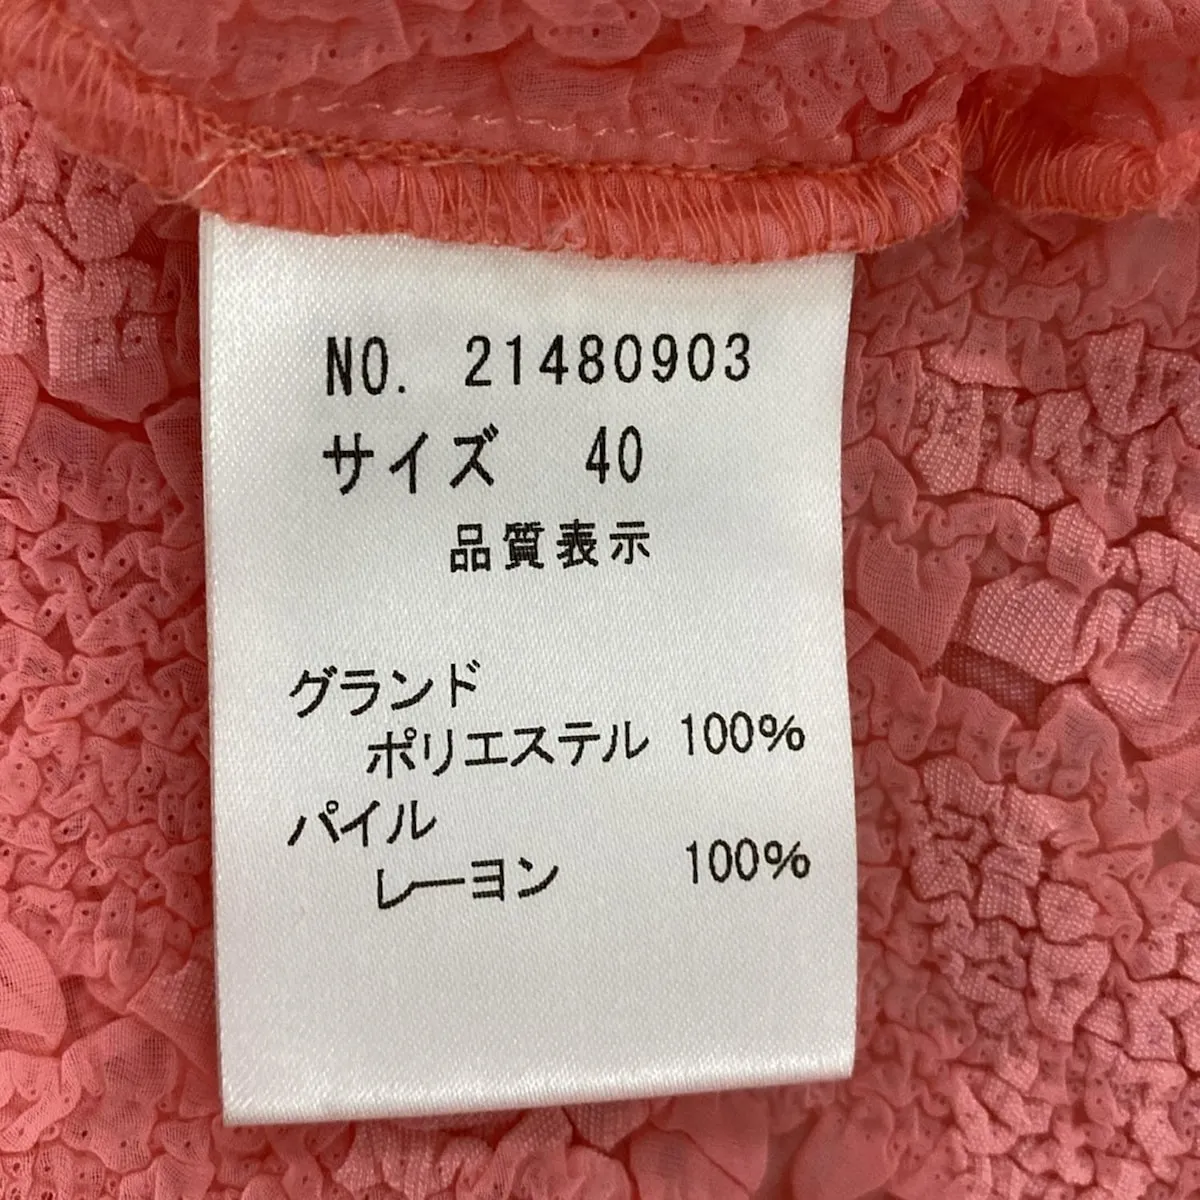 NO. 21480903
サイズ 40
品質表示
グランド
ポリエステル 100%
パイル
レーヨン 100%